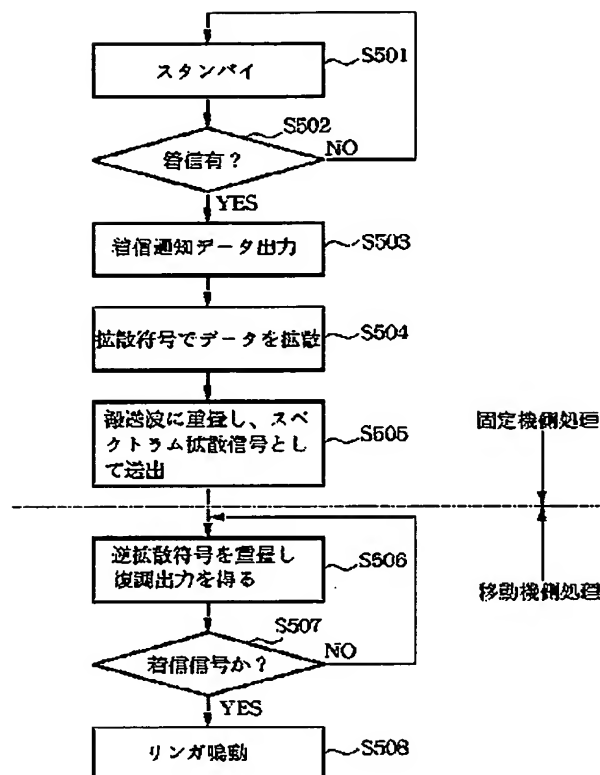 スタンバイ
S501
S502
着信有？
NO
YES
着信通知データ出力
S503
拡散符号でデータを拡散
S504
搬送波に重畳し、スペ
クトラム拡散信号とし
て送出
S505
固定機側処理
逆拡散符号を重畳し
復調出力を得る
S506
移動機側処理
S507
着信信号か？
NO
YES
リンガ鳴動
S508